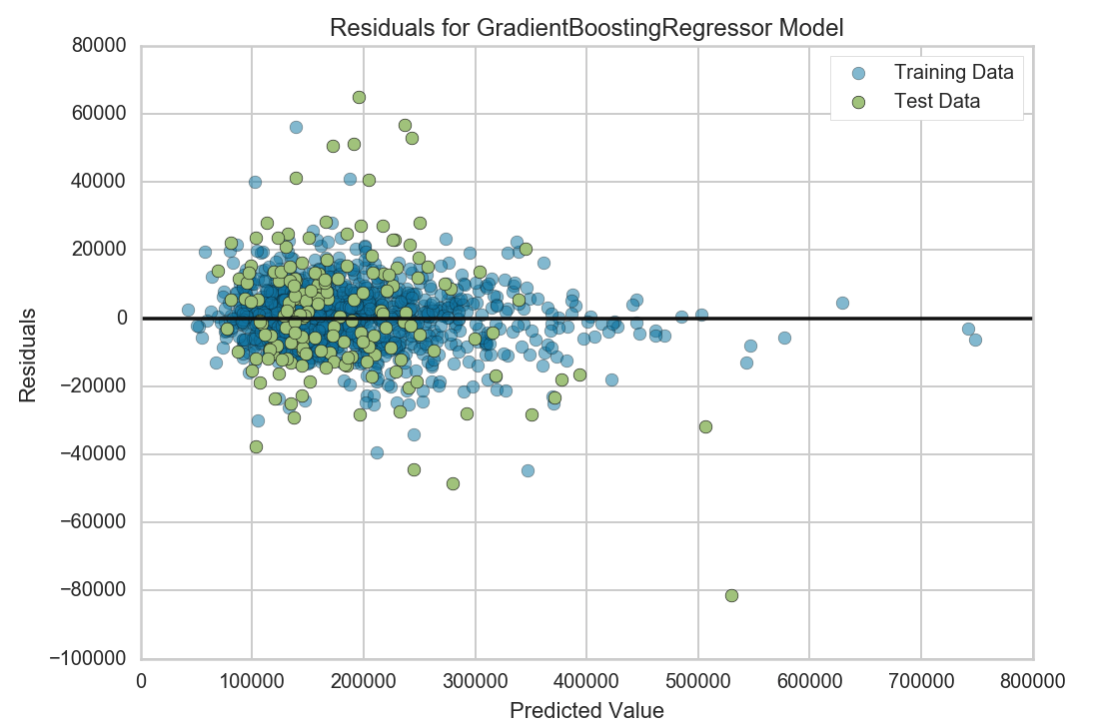 Residuals for GradientBoostingRegressor Model
Training Data
Test Data
80000
60000
40000
20000
0
−20000
−40000
−60000
−80000
−100000
Residuals
0 100000 200000 300000 400000 500000 600000 700000 800000
Predicted Value